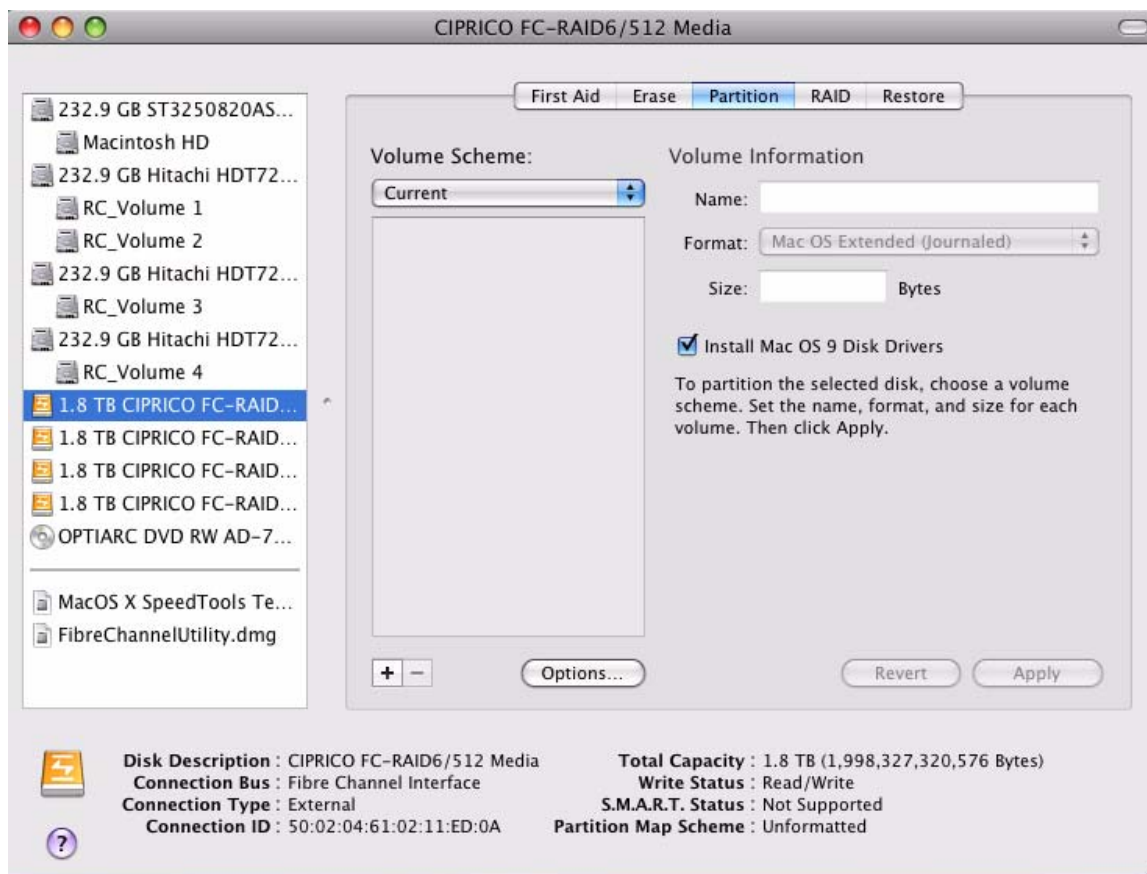 CIPRICO FC-RAID6/512 Media
232.9 GB ST3250820AS...
Macintosh HD
232.9 GB Hitachi HDT72...
RC_Volume 1
RC_Volume 2
232.9 GB Hitachi HDT72...
RC_Volume 3
232.9 GB Hitachi HDT72...
RC_Volume 4
1.8 TB CIPRICO FC-RAID...
1.8 TB CIPRICO FC-RAID...
1.8 TB CIPRICO FC-RAID...
1.8 TB CIPRICO FC-RAID...
OPTIARC DVD RW AD-7...
MacOS X SpeedTools Te...
FibreChannelUtility.dmg
First Aid Erase Partition RAID Restore
Volume Scheme:
Current
Volume Information
Name:
Format: Mac OS Extended (Journaled)
Size: Bytes
Install Mac OS 9 Disk Drivers
To partition the selected disk, choose a volume
scheme. Set the name, format, and size for each
volume. Then click Apply.
+ −
Options...
Revert Apply
Disk Description : CIPRICO FC-RAID6/512 Media
Connection Bus : Fibre Channel Interface
Connection Type : External
Connection ID : 50:02:04:61:02:11:ED:0A
Total Capacity : 1.8 TB (1,998,327,320,576 Bytes)
Write Status : Read/Write
S.M.A.R.T. Status : Not Supported
Partition Map Scheme : Unformatted
?